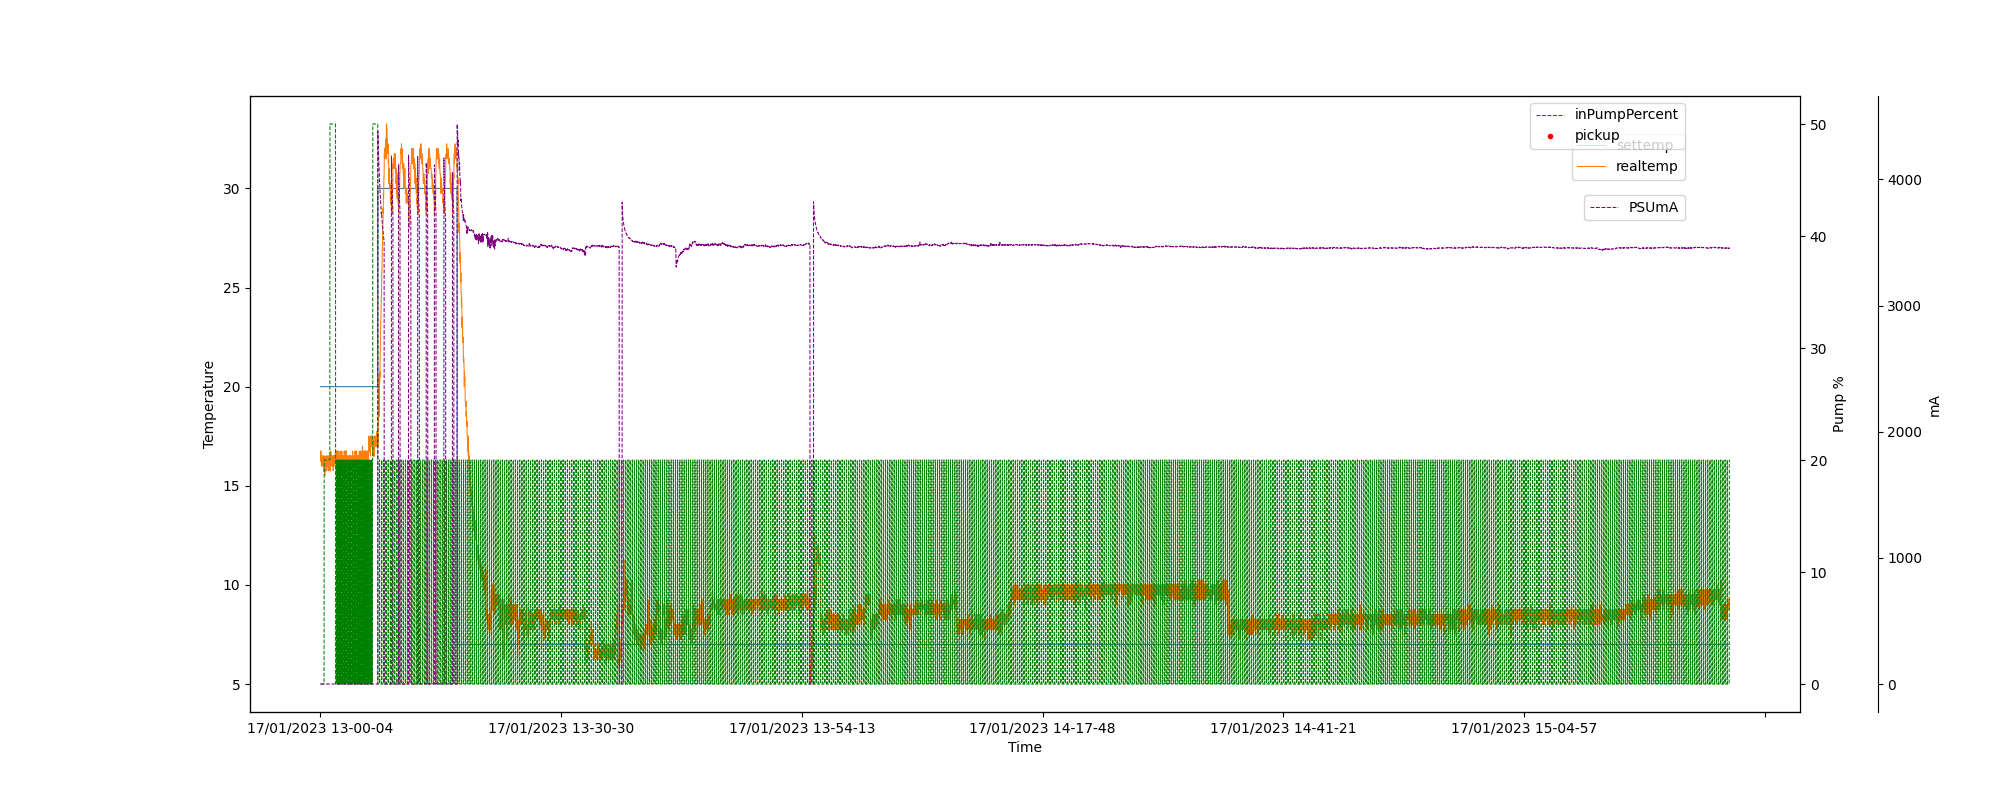 inPumpPercent
pickup
settemp
realtemp
PSUmA
Temperature
30
25
20
15
10
5
50
40
30
20
10
0
Pump %
4000
3000
2000
1000
0
mA
17/01/2023 13-00-04
17/01/2023 13-30-30
17/01/2023 13-54-13
17/01/2023 14-17-48
17/01/2023 14-41-21
17/01/2023 15-04-57
Time